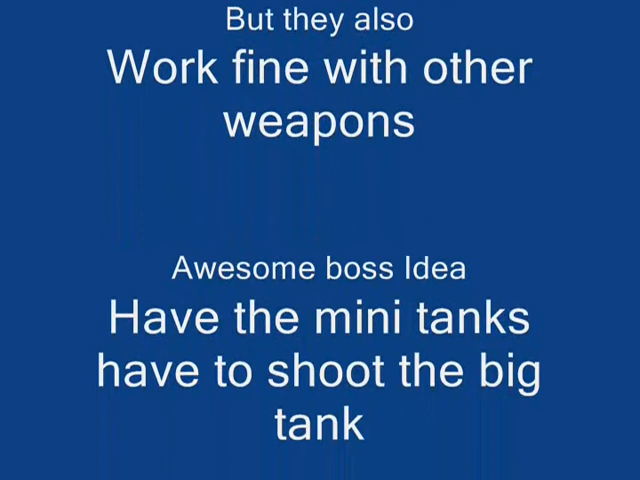 But they also
Work fine with other
weapons
Awesome boss Idea
Have the mini tanks
have to shoot the big
tank